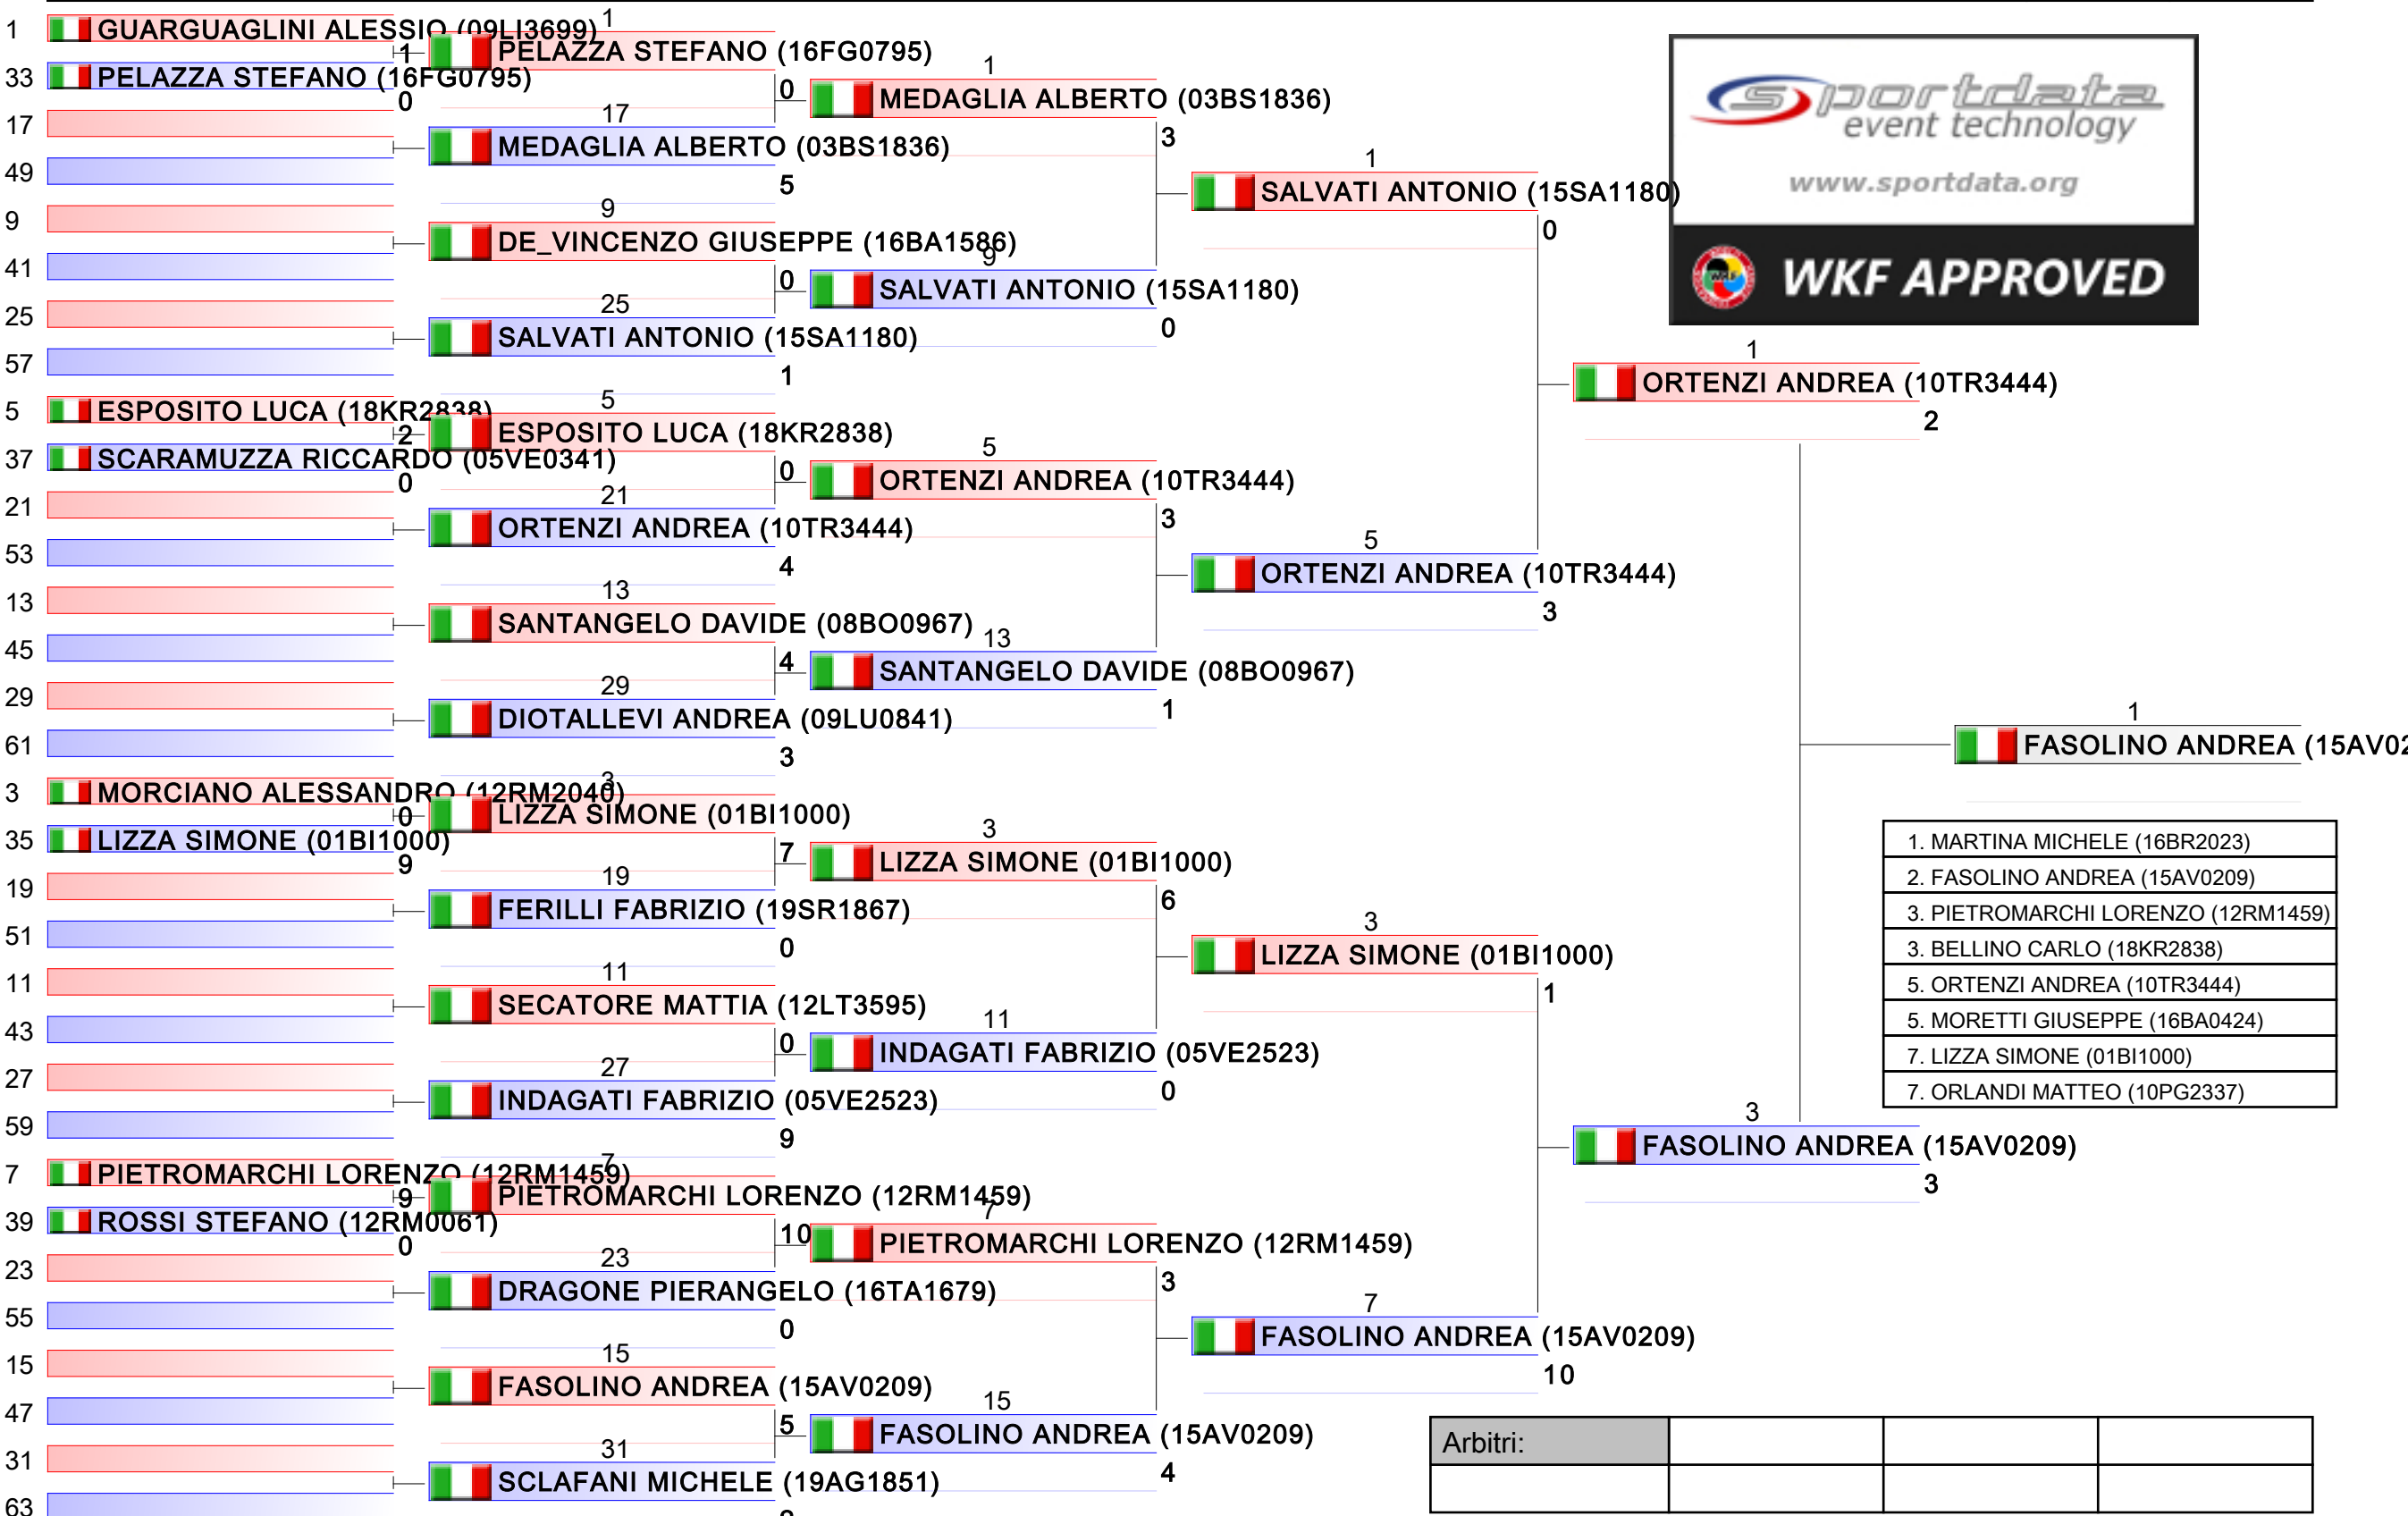 1 GUARGUAGLINI ALESSIO (09LI3699)
1
33 PELAZZA STEFANO (16FG0795)
0
17
49
9
41
25
57
5 ESPOSITO LUCA (18KR2838)
2
37 SCARAMUZZA RICCARDO (05VE0341)
0
21
53
13
45
29
61
3 MORCIANO ALESSANDRO (12RM2040)
0
35 LIZZA SIMONE (01BI1000)
9
19
51
11
43
27
59
7 PIETROMARCHI LORENZO (12RM1459)
9
39 ROSSI STEFANO (12RM0061)
0
23
55
15
47
31
63
1
PELAZZA STEFANO (16FG0795)
0
17
MEDAGLIA ALBERTO (03BS1836)
5
9
DE_VINCENZO GIUSEPPE (16BA1586)
0
25
SALVATI ANTONIO (15SA1180)
1
5
ESPOSITO LUCA (18KR2838)
0
21
ORTENZI ANDREA (10TR3444)
4
13
SANTANGELO DAVIDE (08BO0967)
4
29
DIOTALLEVI ANDREA (09LU0841)
3
3
LIZZA SIMONE (01BI1000)
7
19
FERILLI FABRIZIO (19SR1867)
0
11
SECATORE MATTIA (12LT3595)
0
27
INDAGATI FABRIZIO (05VE2523)
9
7
PIETROMARCHI LORENZO (12RM1459)
10
23
DRAGONE PIERANGELO (16TA1679)
0
15
FASOLINO ANDREA (15AV0209)
5
31
SCLAFANI MICHELE (19AG1851)
1
MEDAGLIA ALBERTO (03BS1836)
3
9
SALVATI ANTONIO (15SA1180)
0
5
ORTENZI ANDREA (10TR3444)
3
13
SANTANGELO DAVIDE (08BO0967)
1
3
LIZZA SIMONE (01BI1000)
6
11
INDAGATI FABRIZIO (05VE2523)
0
7
PIETROMARCHI LORENZO (12RM1459)
3
15
FASOLINO ANDREA (15AV0209)
4
1
SALVATI ANTONIO (15SA1180)
0
5
ORTENZI ANDREA (10TR3444)
3
3
LIZZA SIMONE (01BI1000)
1
7
FASOLINO ANDREA (15AV0209)
10
1
ORTENZI ANDREA (10TR3444)
2
3
FASOLINO ANDREA (15AV0209)
3
1
FASOLINO ANDREA (15AV02
sportdata
event technology
www.sportdata.org
WKF APPROVED
1. MARTINA MICHELE (16BR2023)
2. FASOLINO ANDREA (15AV0209)
3. PIETROMARCHI LORENZO (12RM1459)
3. BELLINO CARLO (18KR2838)
5. ORTENZI ANDREA (10TR3444)
5. MORETTI GIUSEPPE (16BA0424)
7. LIZZA SIMONE (01BI1000)
7. ORLANDI MATTEO (10PG2337)
Arbitri: